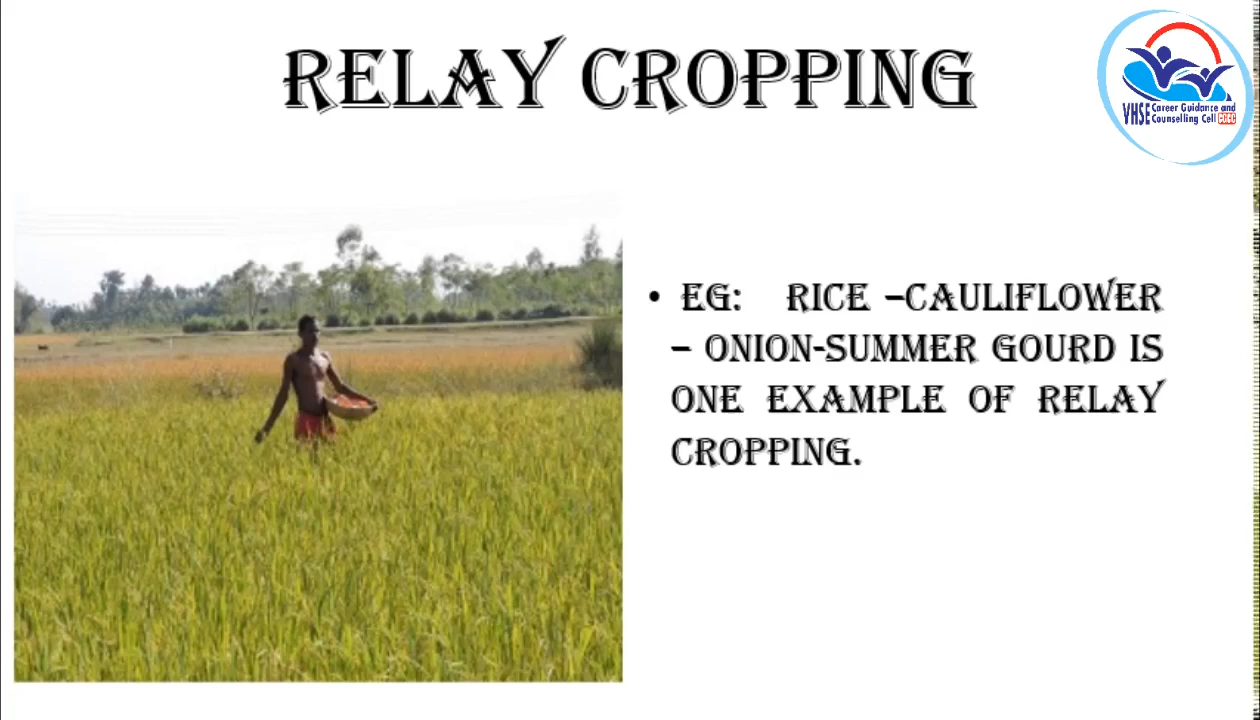 RELAY CROPPING
VHSE Career Guidance and
Counselling Cell CGCC
• EG: RICE –CAULIFLOWER
– ONION-SUMMER GOURD IS
ONE EXAMPLE OF RELAY
CROPPING.